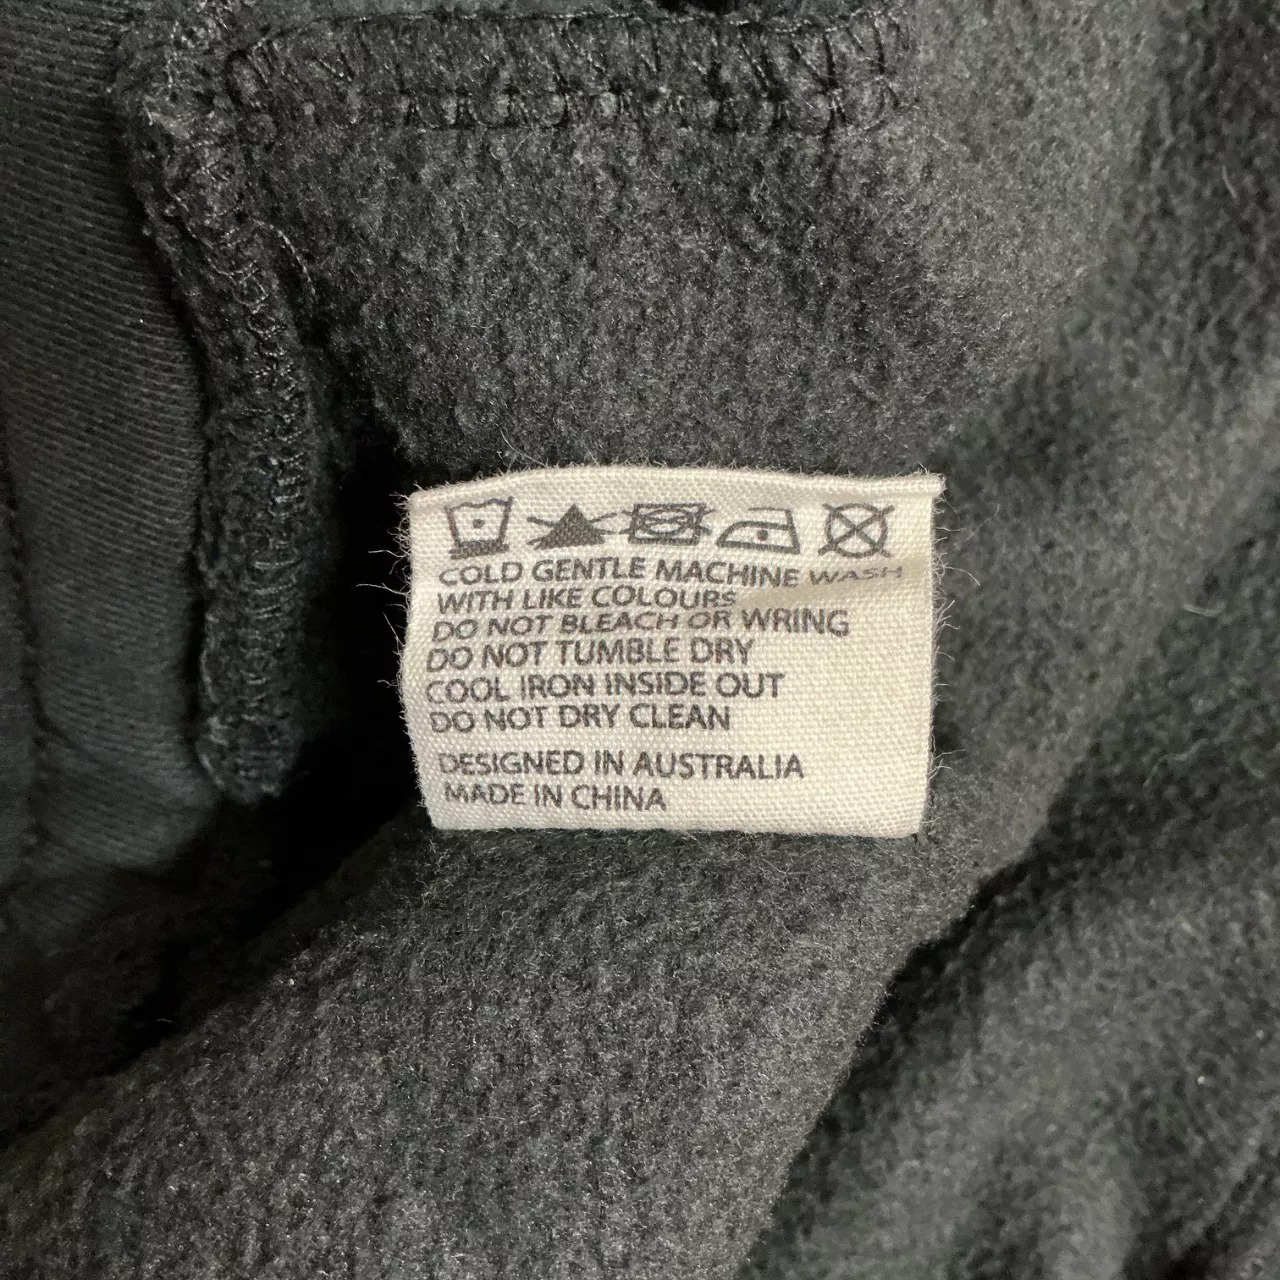 COLD GENTLE MACHINE WASH
WITH LIKE COLOURS
DO NOT BLEACH OR WRING
DO NOT TUMBLE DRY
COOL IRON INSIDE OUT
DO NOT DRY CLEAN
DESIGNED IN AUSTRALIA
MADE IN CHINA